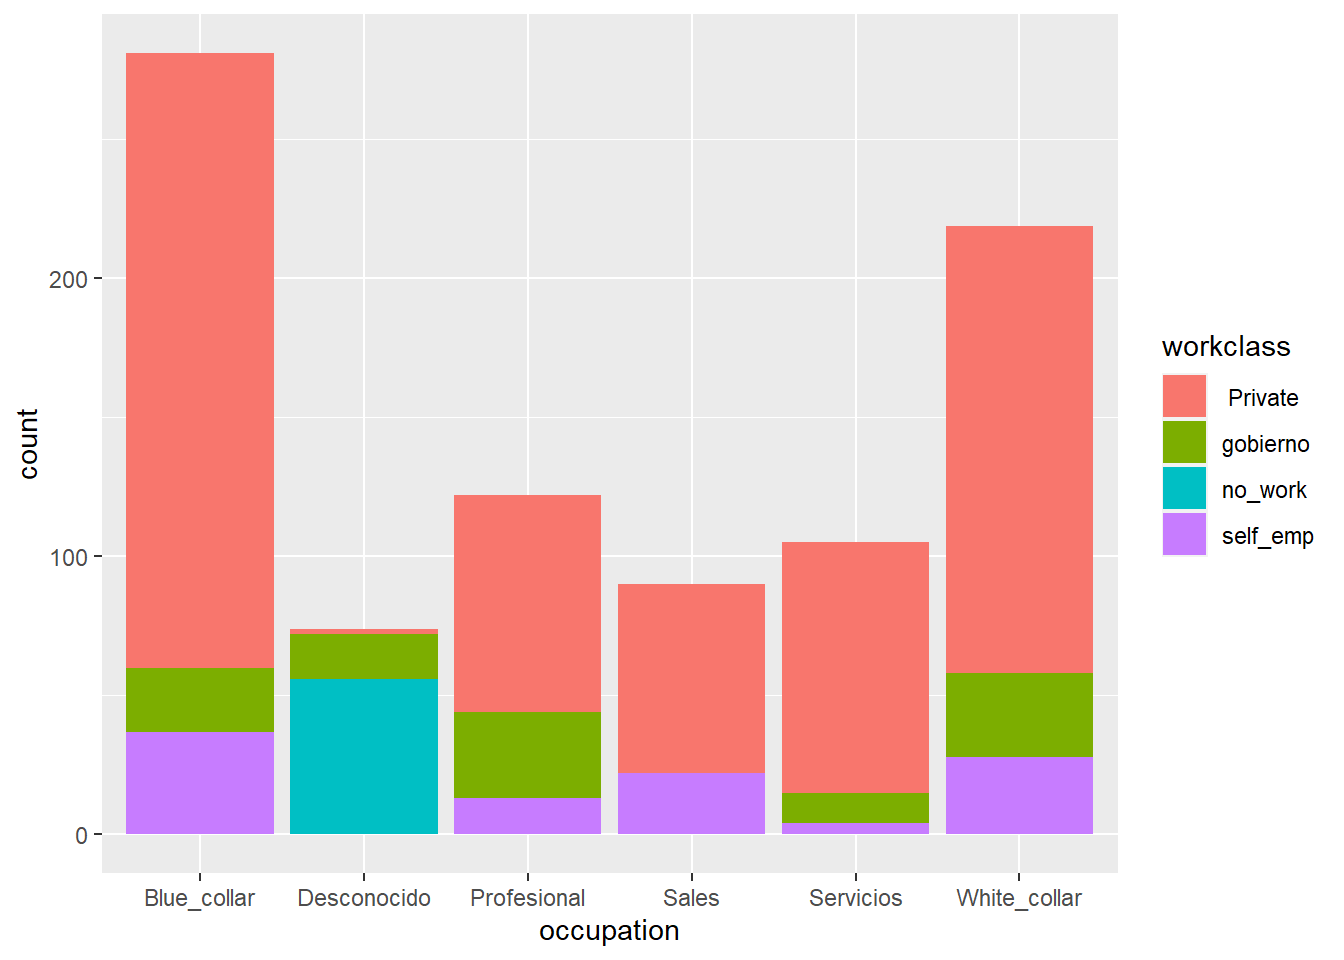 count
200
100
0
Blue_collar Desconocido Profesional Sales Servicios White_collar
occupation
workclass
Private
gobierno
no_work
self_emp